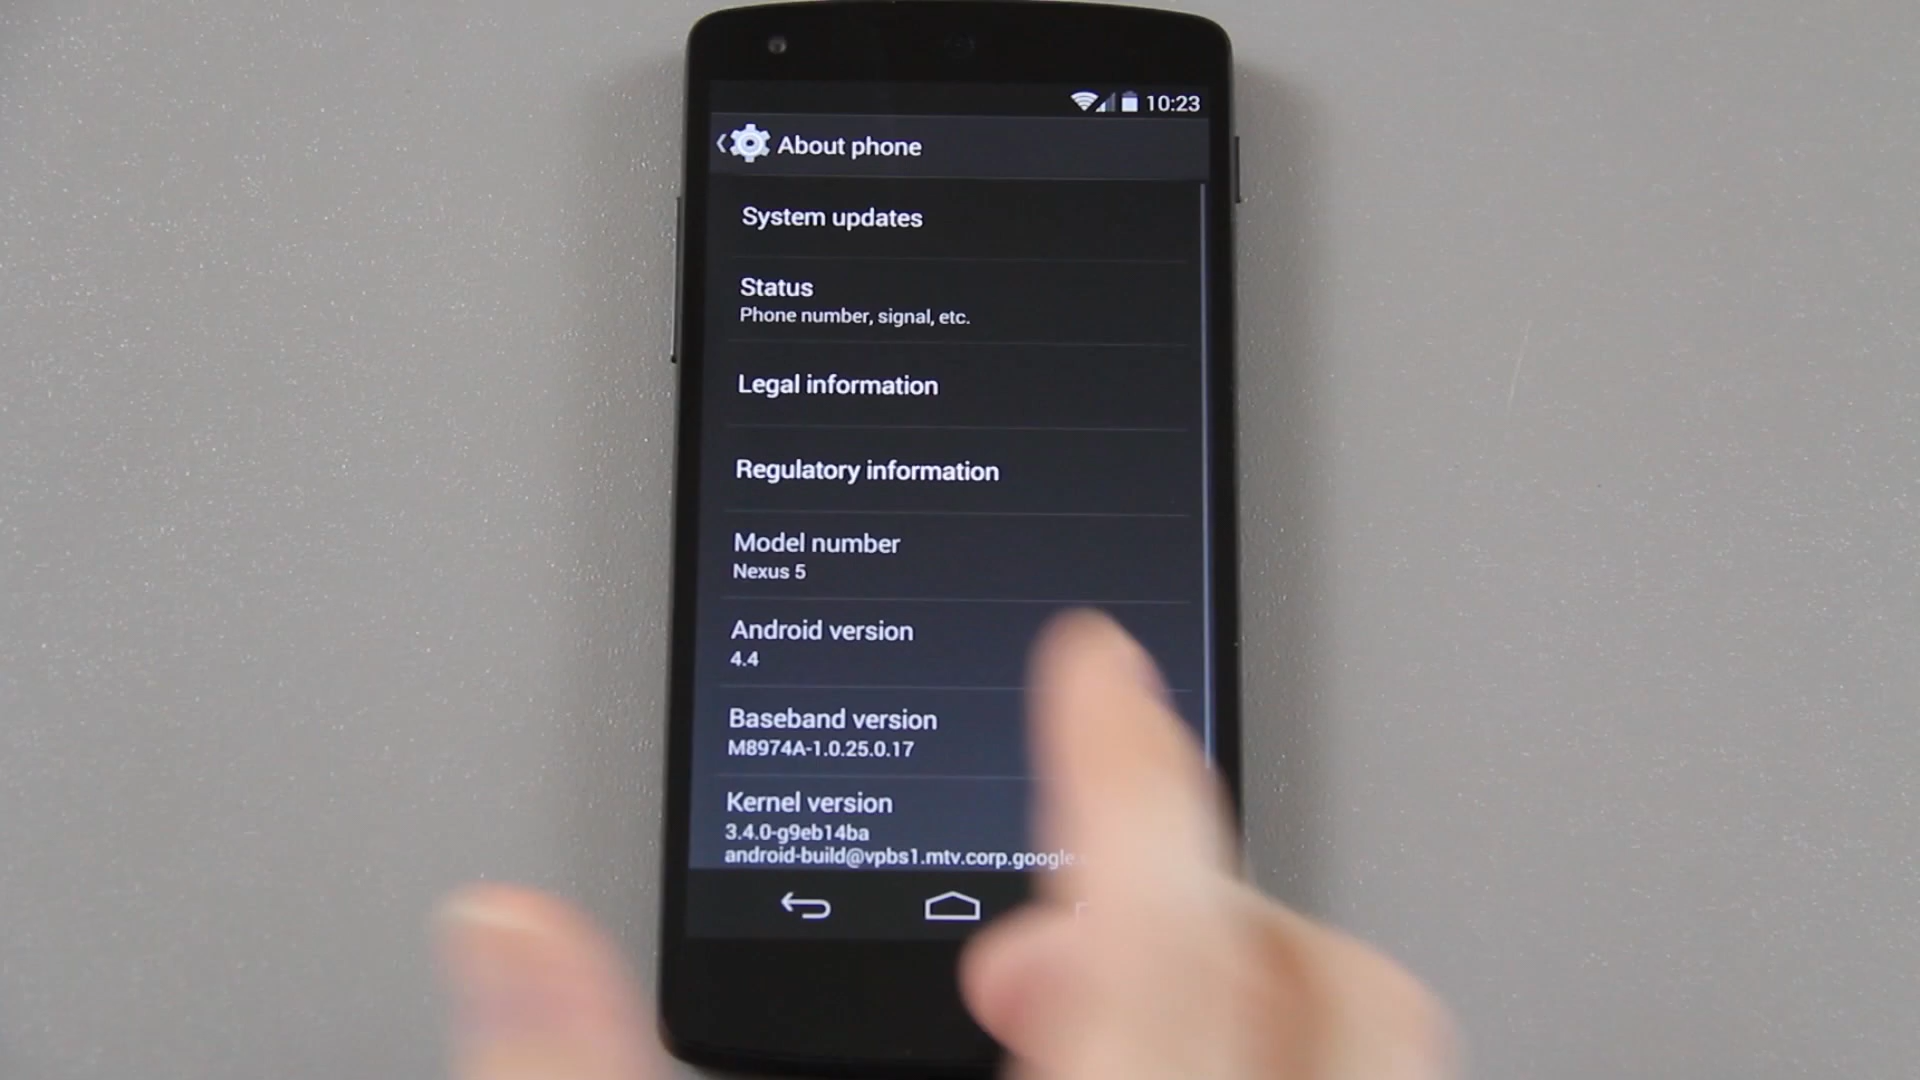 10:23
About phone
System updates
Status
Phone number, signal, etc.
Legal information
Regulatory information
Model number
Nexus 5
Android version
4.4
Baseband version
M8974A-1.0.25.0.17
Kernel version
3.4.0-g9eb14ba
android-build@vpbs1.mtv.corp.google.